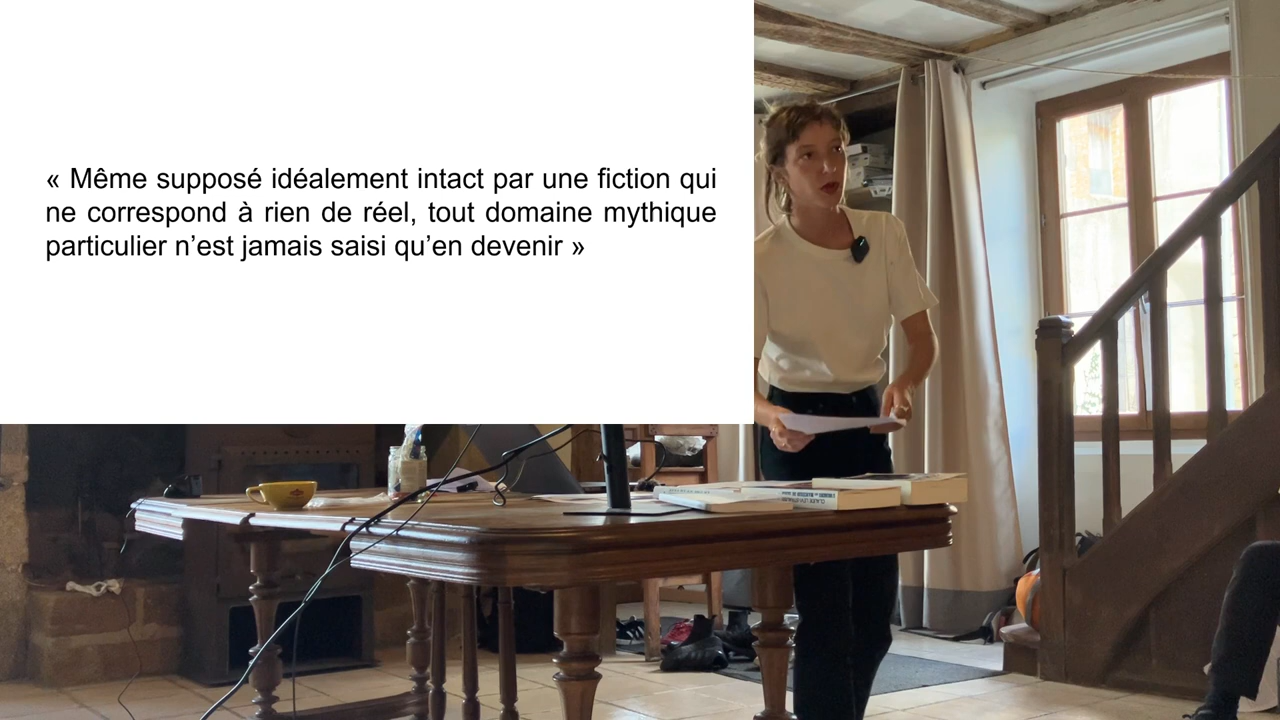 « Même supposé idéalement intact par une fiction qui
ne correspond à rien de réel, tout domaine mythique
particulier n’est jamais saisi qu’en devenir »